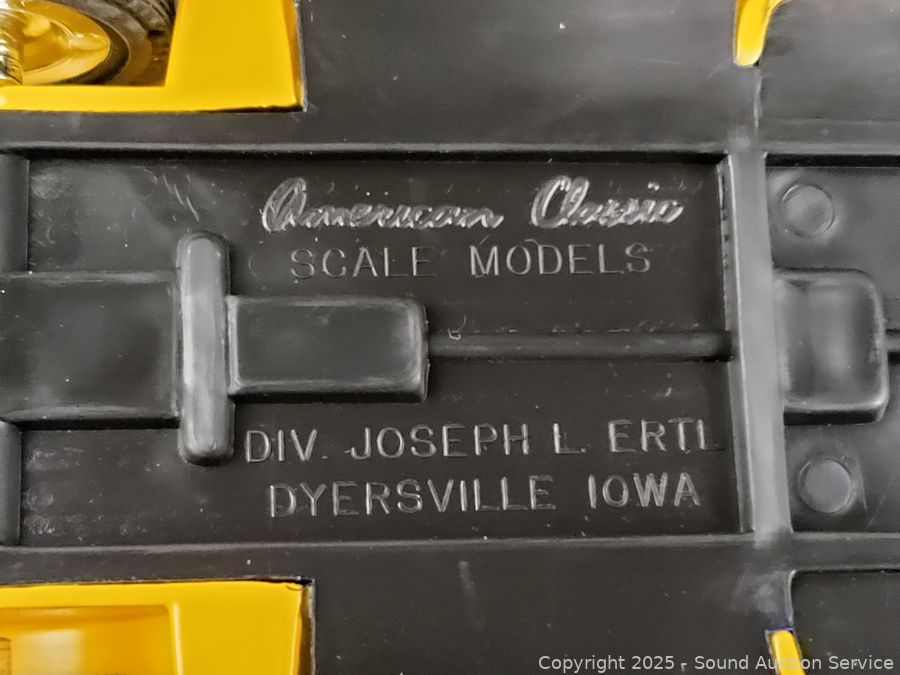 American Classic
SCALE MODELS
DIV. JOSEPH L. ERTL
DYERSVILLE IOWA
Copyright 2025 - Sound Auction Service